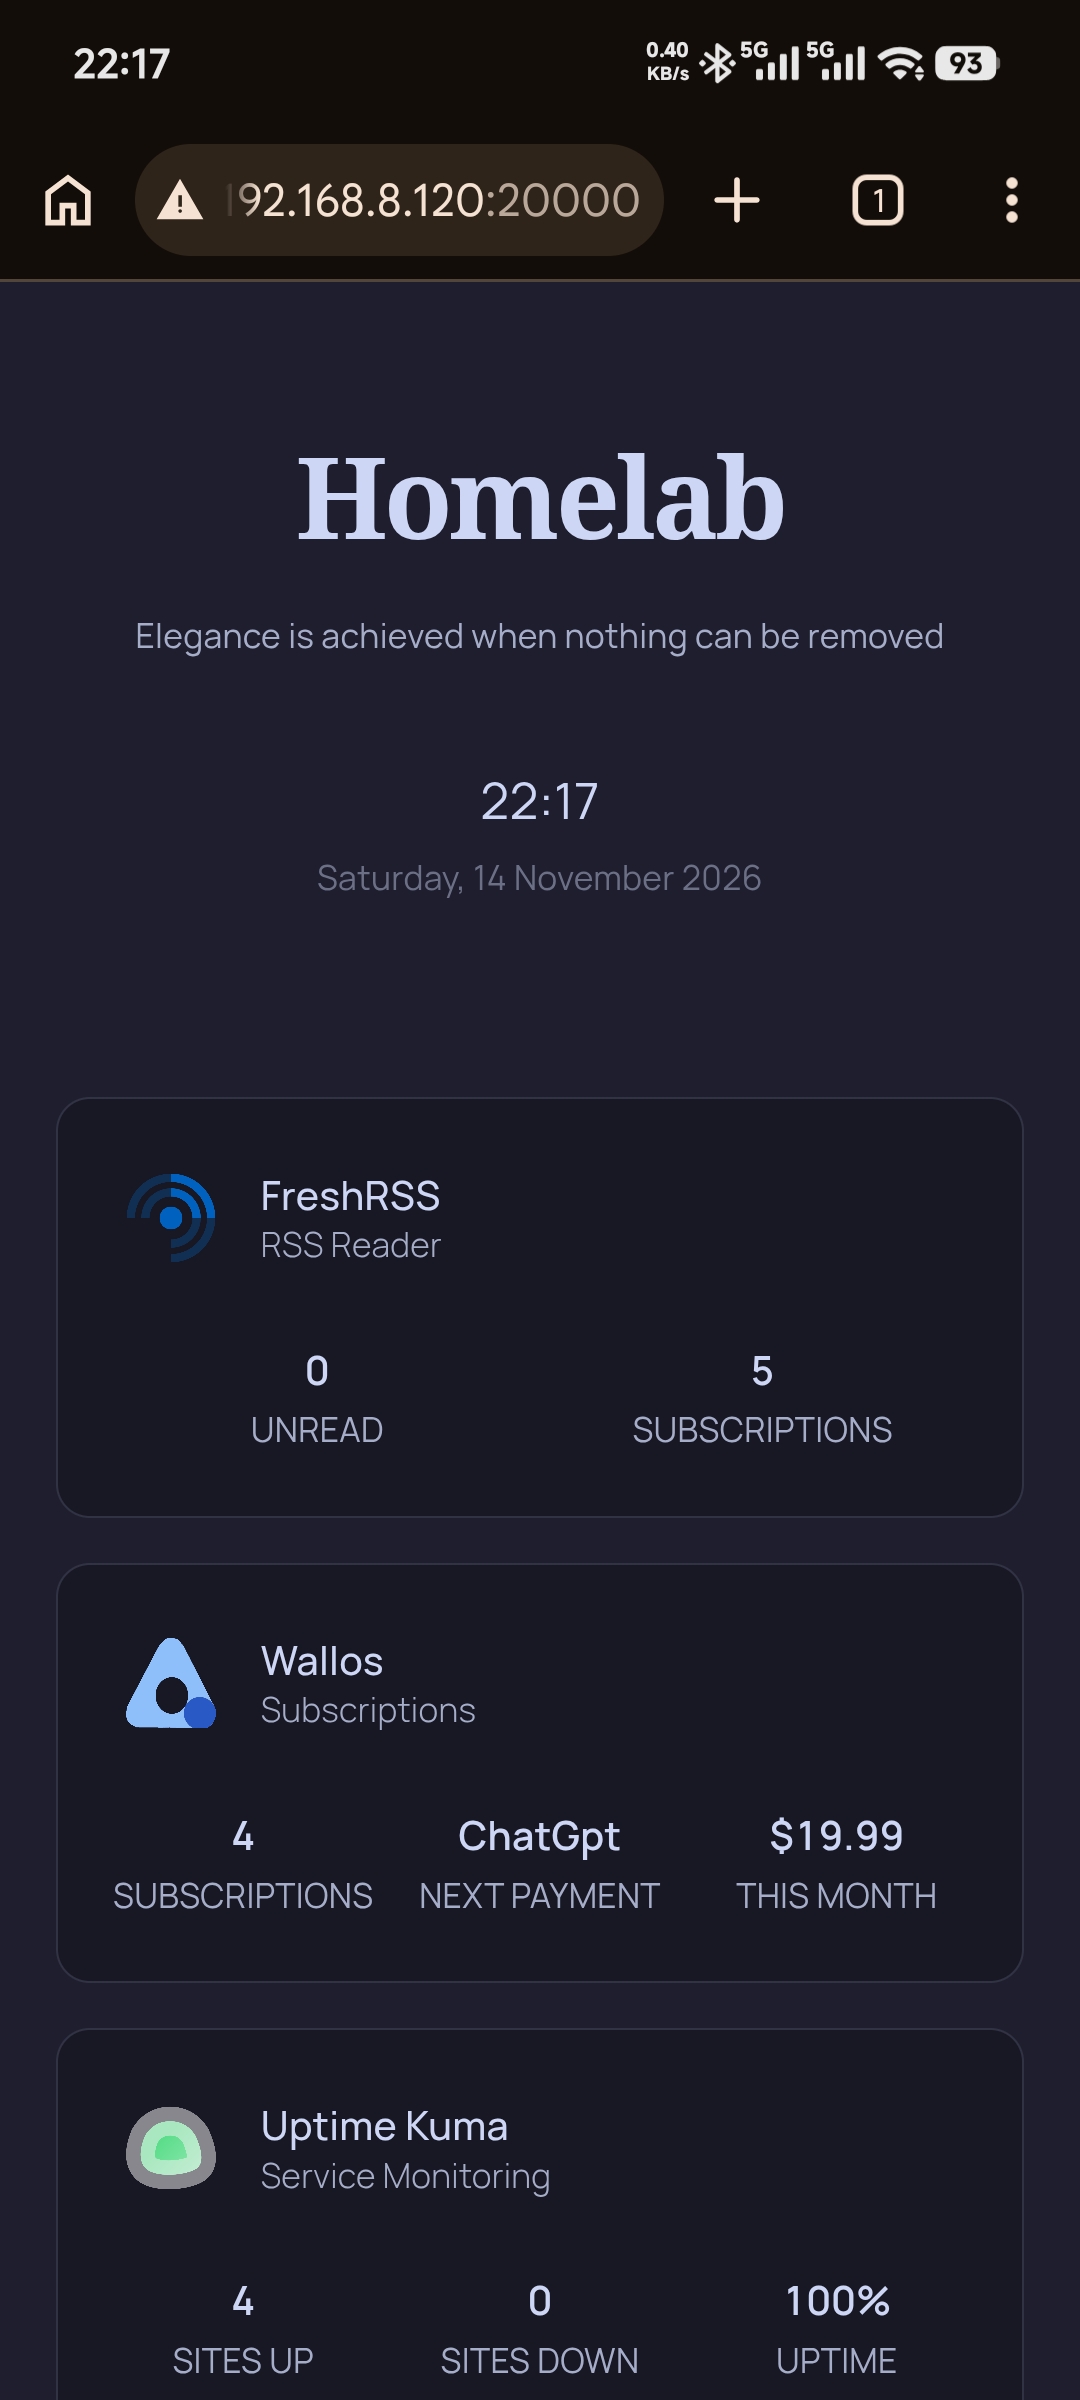 22:17
0.40
KB/s
5G
5G
93
192.168.8.120:20000
1
Homelab
Elegance is achieved when nothing can be removed
22:17
Saturday, 14 November 2026
FreshRSS
RSS Reader
0
5
UNREAD
SUBSCRIPTIONS
Wallos
Subscriptions
4
ChatGpt
$19.99
SUBSCRIPTIONS
NEXT PAYMENT
THIS MONTH
Uptime Kuma
Service Monitoring
4
0
100%
SITES UP
SITES DOWN
UPTIME